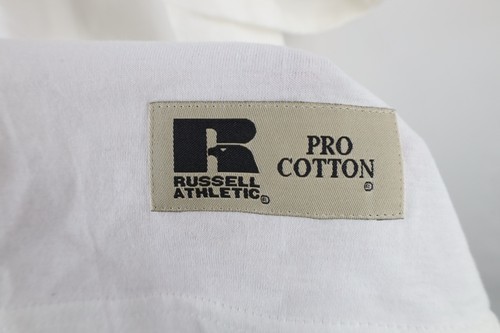 R
RUSSELL
ATHLETIC®
PRO
COTTON®